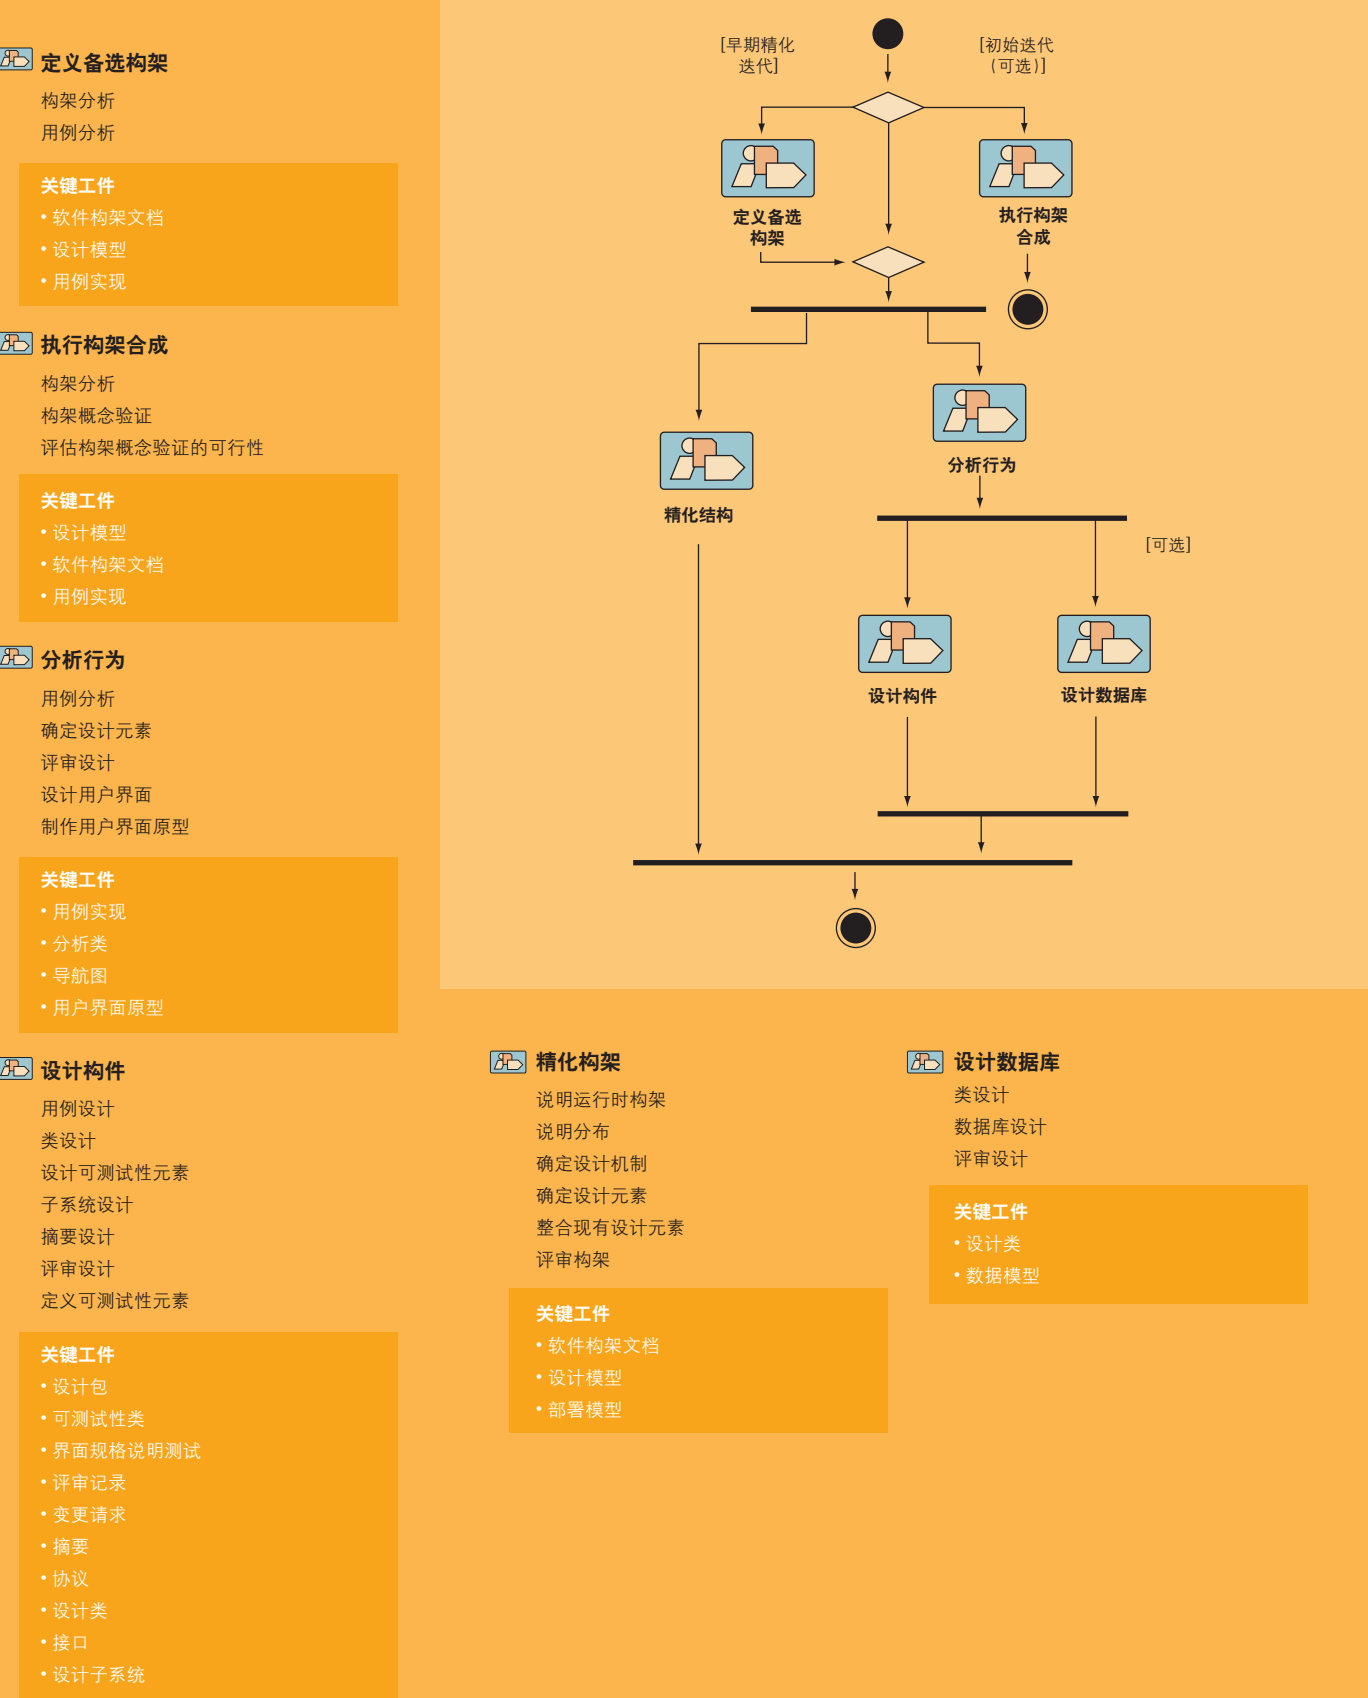 定义备选构架
构架分析
用例分析
关键工件
• 软件构架文档
• 设计模型
• 用例实现
执行构架合成
构架分析
构架概念验证
评估构架概念验证的可行性
关键工件
• 设计模型
• 软件构架文档
• 用例实现
分析行为
用例分析
确定设计元素
评审设计
设计用户界面
制作用户界面原型
关键工件
• 用例实现
• 分析类
• 导航图
• 用户界面原型
设计构件
用例设计
类设计
设计可测试性元素
子系统设计
摘要设计
评审设计
定义可测试性元素
关键工件
• 设计包
• 可测试性类
• 界面规格说明测试
• 评审记录
• 变更请求
• 摘要
• 协议
• 设计类
• 接口
• 设计子系统
[早期精化
迭代]
[初始迭代
(可选)]
定义备选
构架
执行构架
合成
分析行为
精化结构
[可选]
设计构件
设计数据库
精化构架
说明运行时构架
说明分布
确定设计机制
确定设计元素
整合现有设计元素
评审构架
关键工件
• 软件构架文档
• 设计模型
• 部署模型
设计数据库
类设计
数据库设计
评审设计
关键工件
• 设计类
• 数据模型